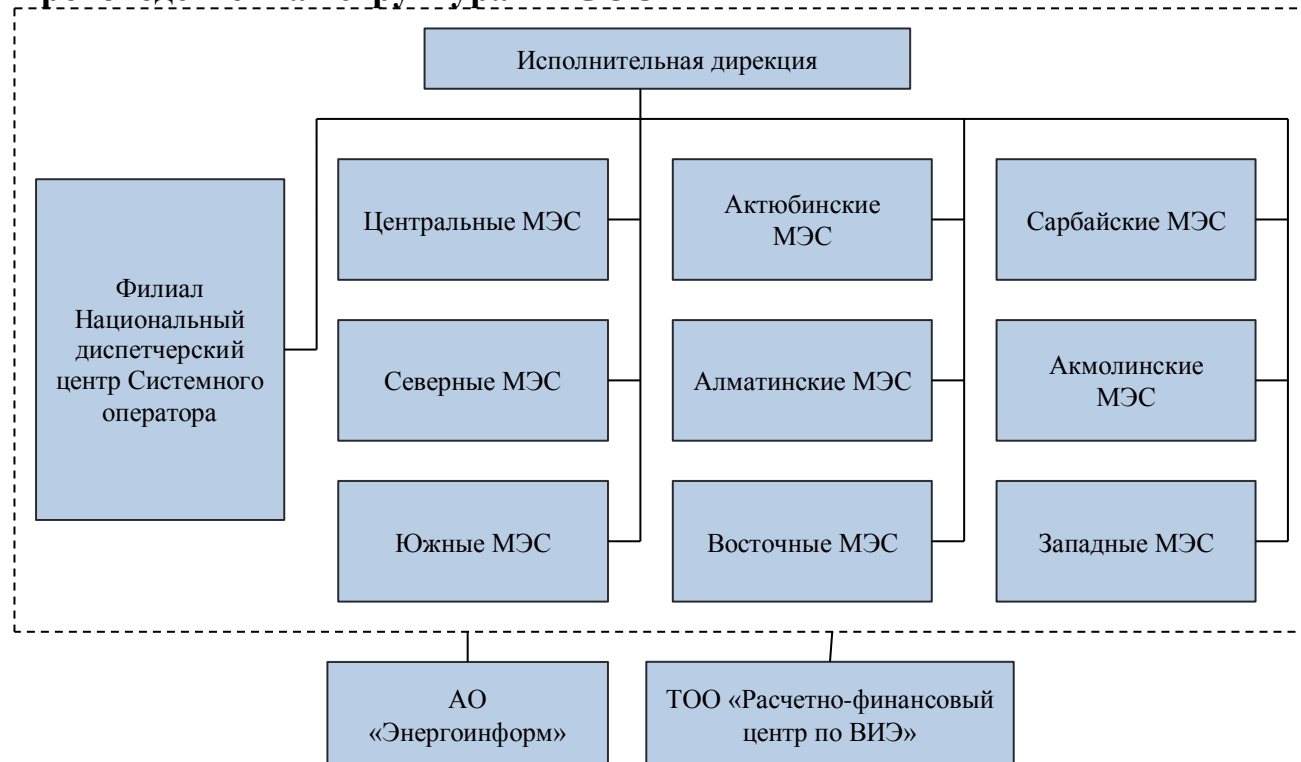 Исполнительная дирекция
Филиал
Национальный
диспетчерский
центр Системного
оператора
Центральные МЭС
Актюбинские
МЭС
Сарбайские МЭС
Северные МЭС
Алматинские МЭС
Акмолинские
МЭС
Южные МЭС
Восточные МЭС
Западные МЭС
АО
«Энергоинформ»
ТОО «Расчетно-финансовый
центр по ВИЭ»